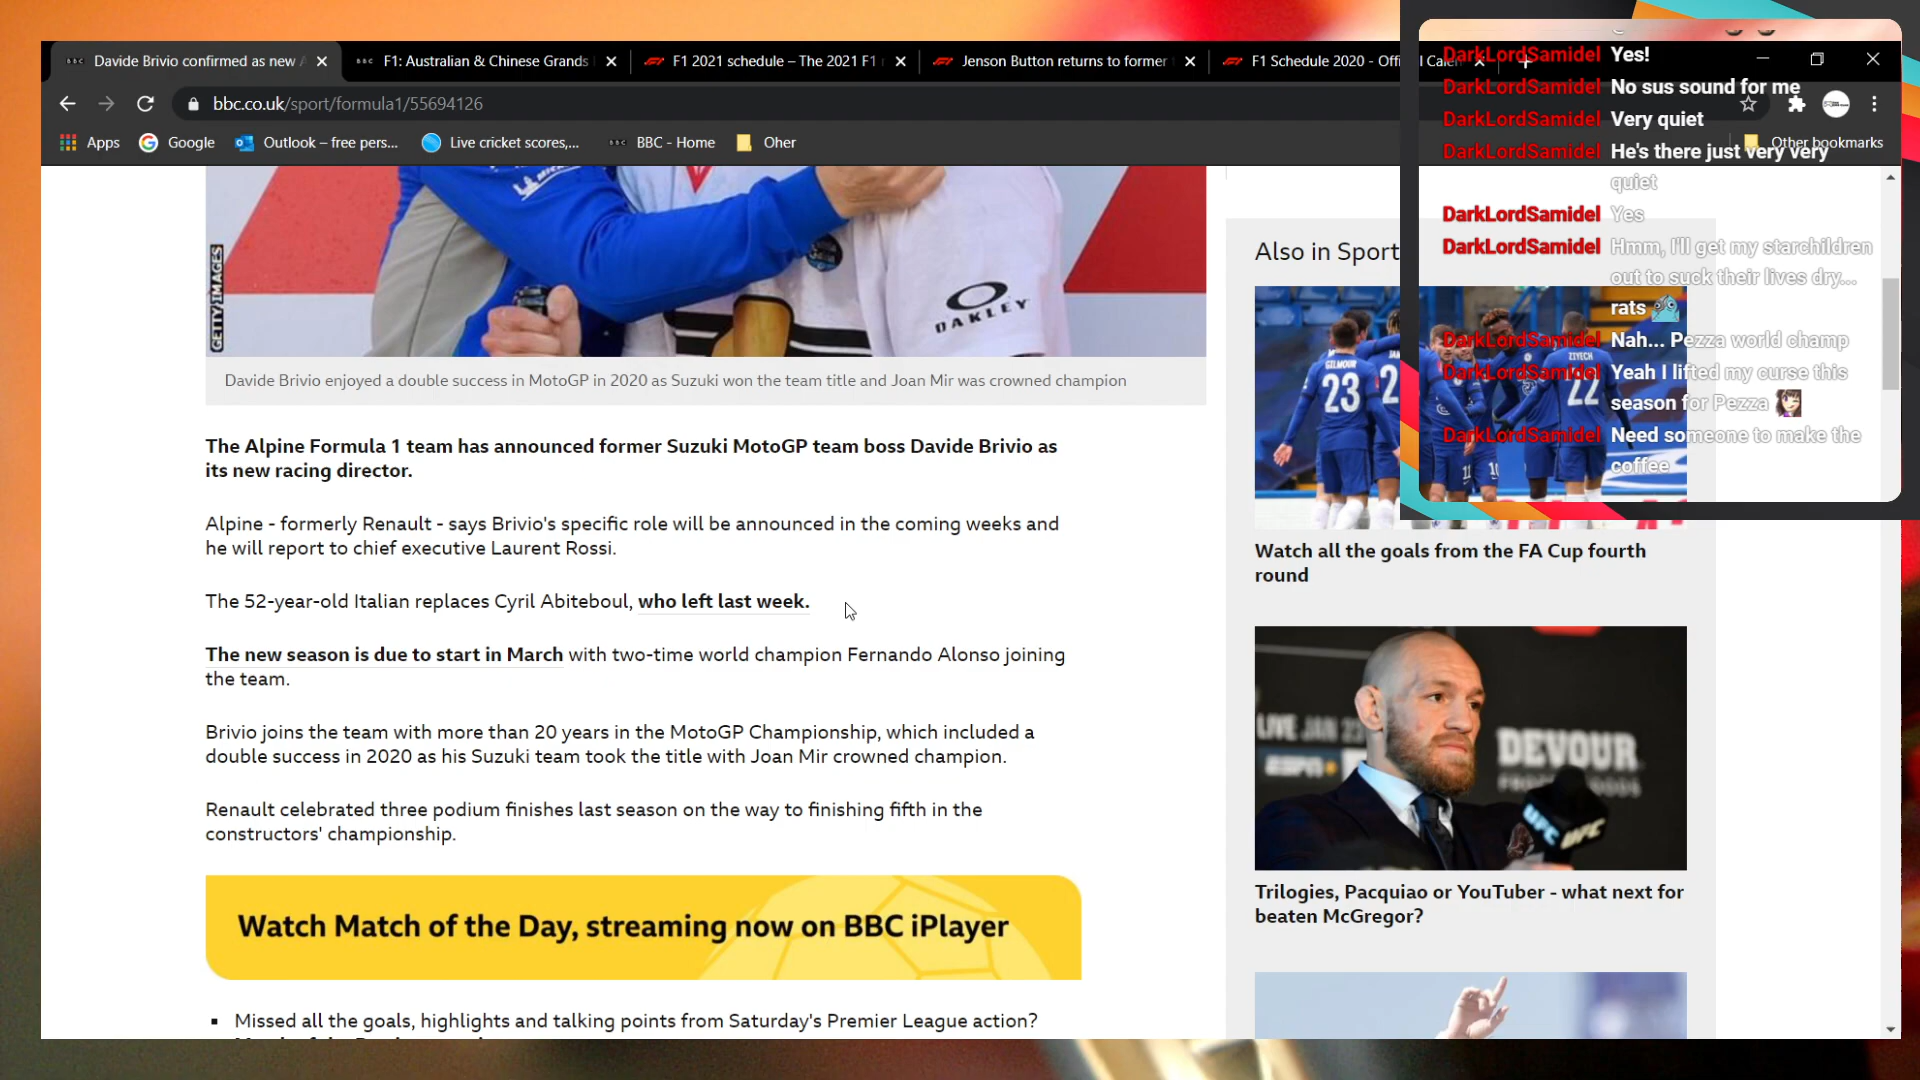 Davide Brivio confirmed as new
F1: Australian & Chinese Grands
F1 2021 schedule – The 2021 F1
Jenson Button returns to former
F1 Schedule 2020 - Offi
bbc.co.uk/sport/formula1/55694126
Apps
Google
Outlook – free pers...
Live cricket scores,...
BBC - Home
Oher
Other bookmarks
DarkLordSamidel Yes!
DarkLordSamidel No sus sound for me
DarkLordSamidel Very quiet
DarkLordSamidel He's there just very very
quiet
DarkLordSamidel Yes
DarkLordSamidel Hmm, I'll get my starchildren
out to suck their lives dry...
rats
DarkLordSamidel Nah... Pezza world champ
DarkLordSamidel Yeah I lifted my curse this
season for Pezza
DarkLordSamidel Need someone to make the
coffee
GETTY IMAGES
OAKLEY
Davide Brivio enjoyed a double success in MotoGP in 2020 as Suzuki won the team title and Joan Mir was crowned champion
The Alpine Formula 1 team has announced former Suzuki MotoGP team boss Davide Brivio as
its new racing director.
Alpine - formerly Renault - says Brivio's specific role will be announced in the coming weeks and
he will report to chief executive Laurent Rossi.
The 52-year-old Italian replaces Cyril Abiteboul, who left last week.
The new season is due to start in March with two-time world champion Fernando Alonso joining
the team.
Brivio joins the team with more than 20 years in the MotoGP Championship, which included a
double success in 2020 as his Suzuki team took the title with Joan Mir crowned champion.
Renault celebrated three podium finishes last season on the way to finishing fifth in the
constructors' championship.
Watch Match of the Day, streaming now on BBC iPlayer
Missed all the goals, highlights and talking points from Saturday's Premier League action?
Also in Sport
GILMOUR
23
ZIYECH
22
Watch all the goals from the FA Cup fourth
round
LIVE JAN 23
ESPN+
DEVOUR
UFC UFC
Trilogies, Pacquiao or YouTuber - what next for
beaten McGregor?